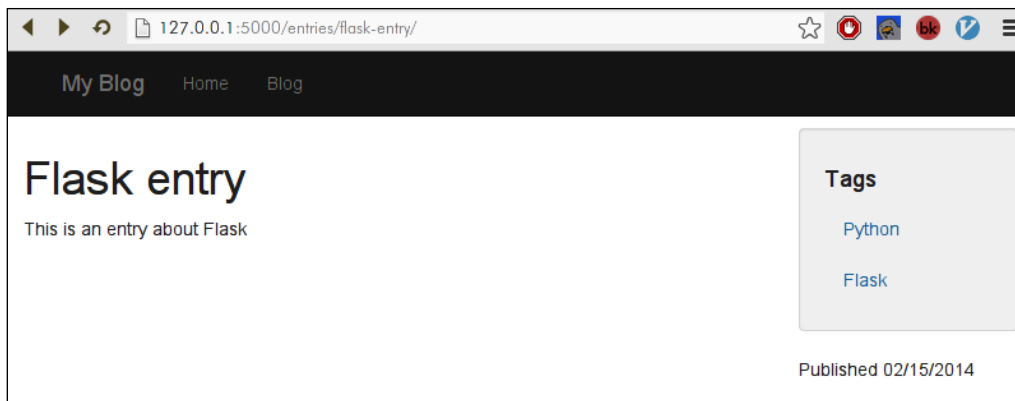 127.0.0.1:5000/entries/flask-entry/
bk
My Blog Home Blog
Flask entry
This is an entry about Flask
Tags
Python
Flask
Published 02/15/2014